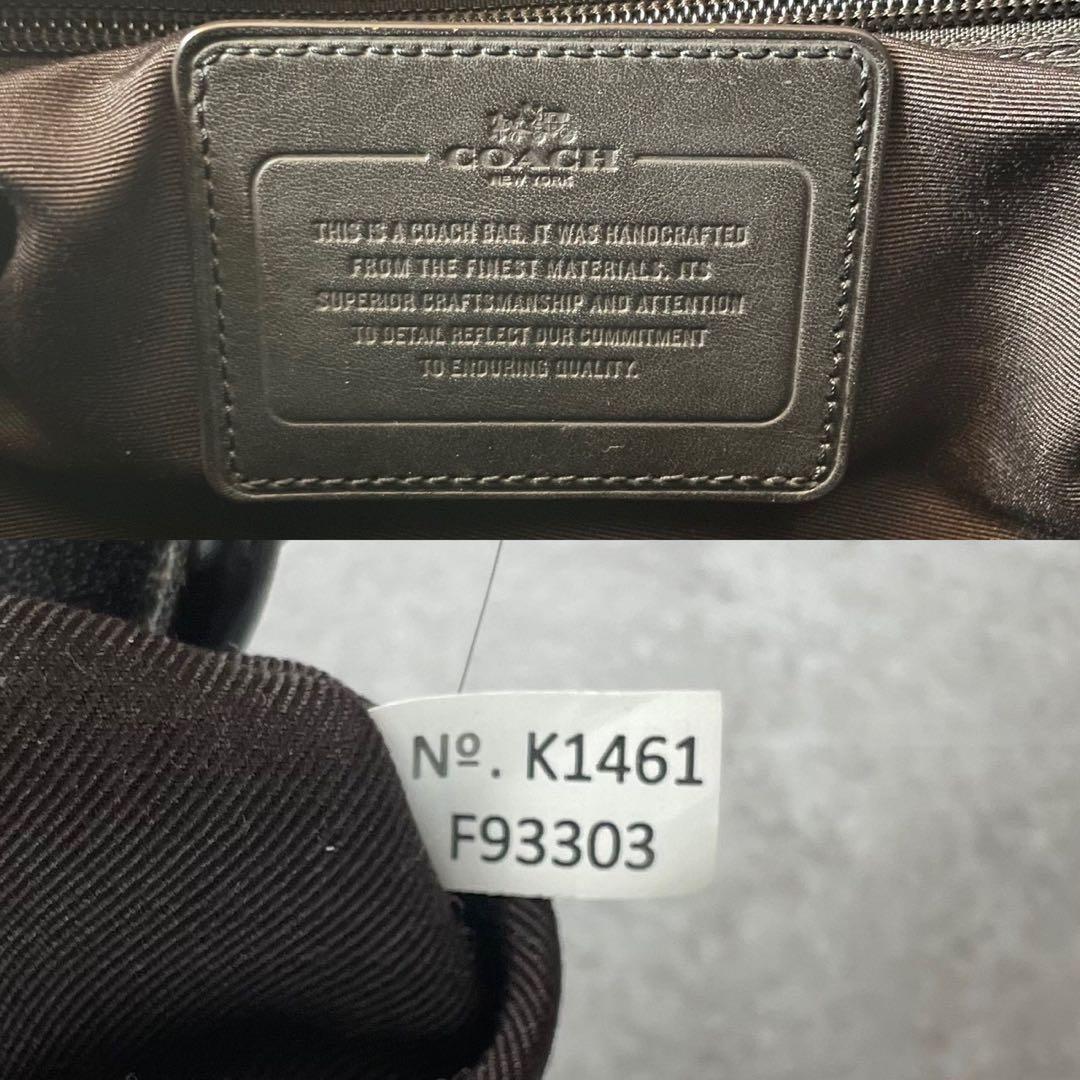 COACH
NEW YORK
THIS IS A COACH BAG. IT WAS HANDCRAFTED
FROM THE FINEST MATERIALS. ITS
SUPERIOR CRAFTSMANSHIP AND ATTENTION
TO DETAIL REFLECT OUR COMMITMENT
TO ENDURING QUALITY.
Nº. K1461
F93303